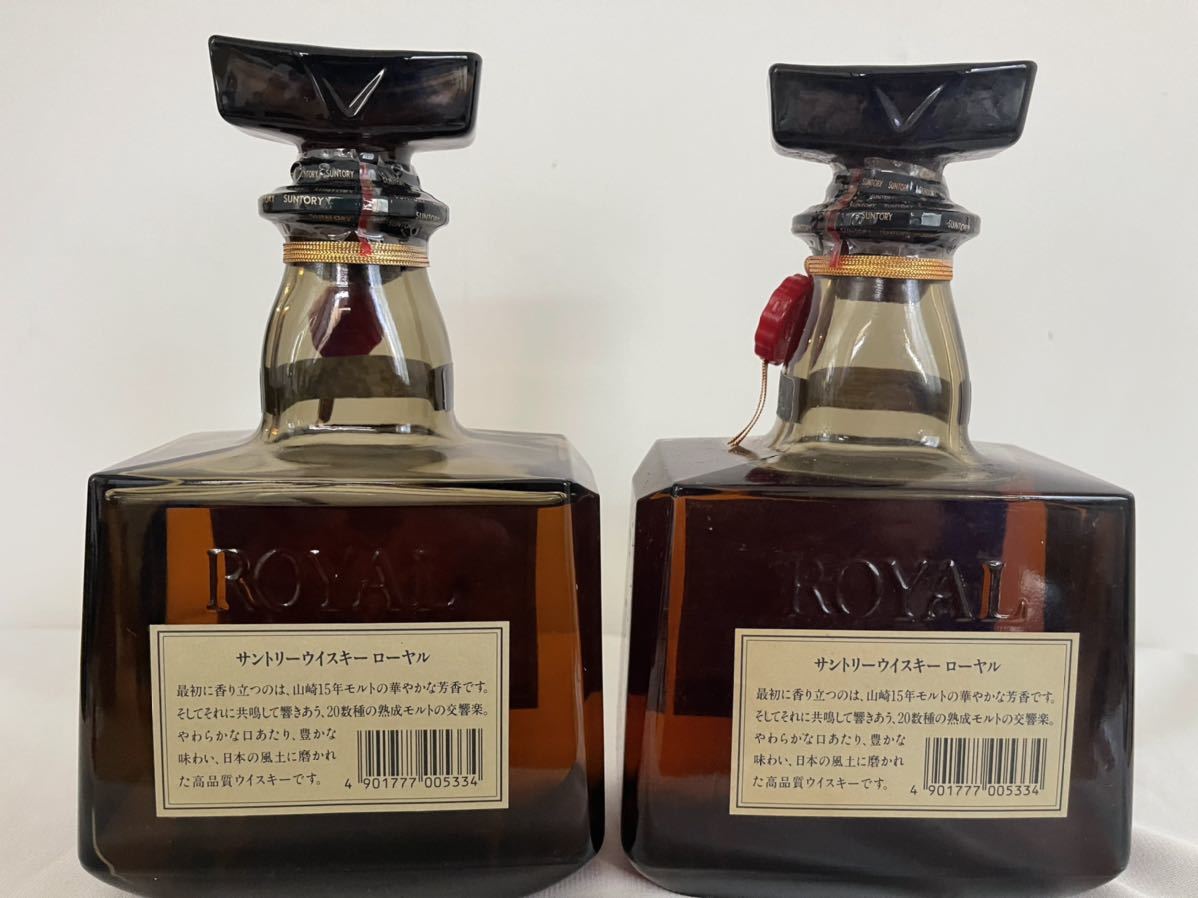 SUNTORY
SUNTORY
ROYAL
サントリーウイスキー ローヤル
最初に香り立つのは、山崎15年モルトの華やかな芳香です。
そしてそれに共鳴して響きあう、20数種の熟成モルトの交響楽。
やわらかな口あたり、豊かな
味わい、日本の風土に磨かれ
た高品質ウイスキーです。
4 901777 005334
SUNTORY SUNTORY
SUNTORY
SUNTORY
ROYAL
サントリーウイスキー ローヤル
最初に香り立つのは、山崎15年モルトの華やかな芳香です。
そしてそれに共鳴して響きあう、20数種の熟成モルトの交響楽。
やわらかな口あたり、豊かな
味わい、日本の風土に磨かれ
た高品質ウイスキーです。
4 901777 005334